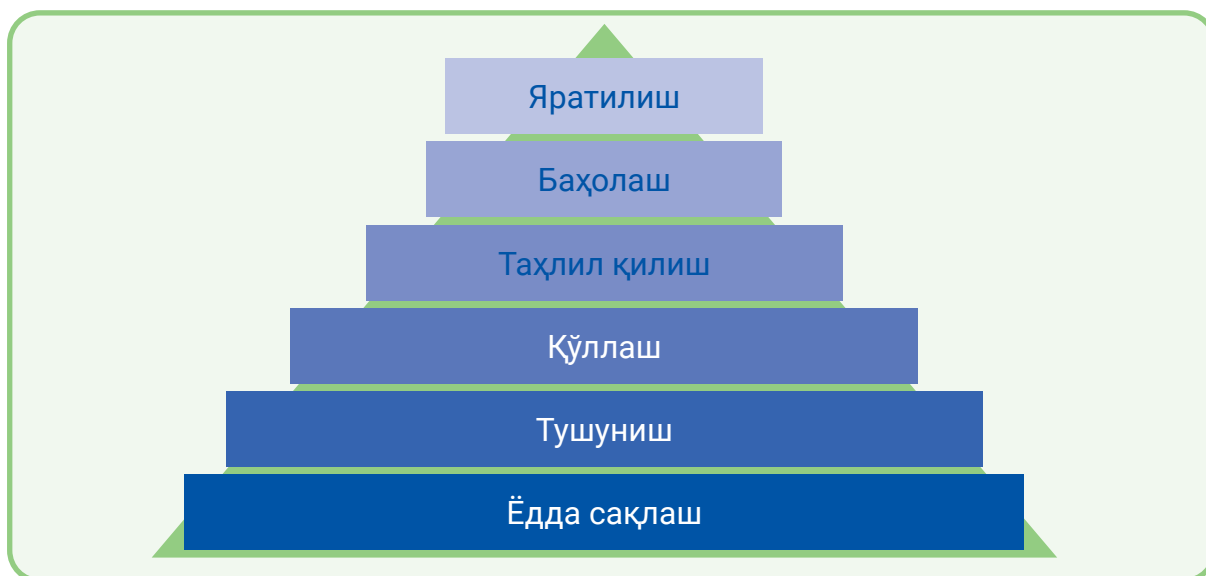 Яратилиш
Баҳолаш
Таҳлил қилиш
Қўллаш
Тушуниш
Ёдда сақлаш